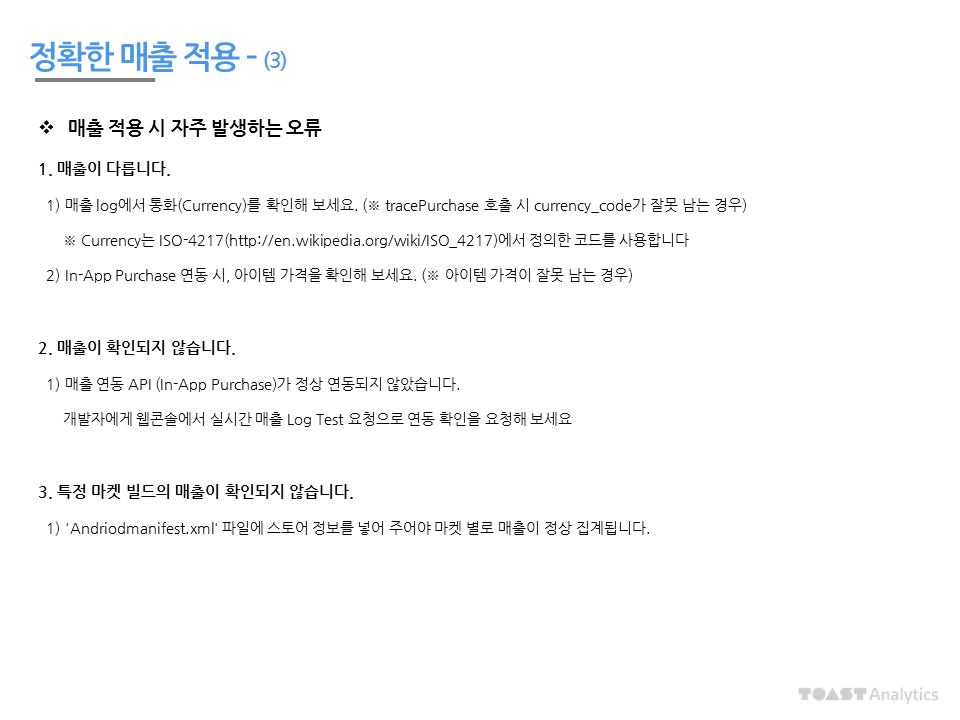 정확한 매출 적용 - (3)
❖ 매출 적용 시 자주 발생하는 오류
1. 매출이 다릅니다.
1) 매출 log에서 통화(Currency)를 확인해 보세요. (※ tracePurchase 호출 시 currency_code가 잘못 남는 경우)
※ Currency는 ISO-4217(http://en.wikipedia.org/wiki/ISO_4217)에서 정의한 코드를 사용합니다
2) In-App Purchase 연동 시, 아이템 가격을 확인해 보세요. (※ 아이템 가격이 잘못 남는 경우)
2. 매출이 확인되지 않습니다.
1) 매출 연동 API (In-App Purchase)가 정상 연동되지 않았습니다.
개발자에게 웹콘솔에서 실시간 매출 Log Test 요청으로 연동 확인을 요청해 보세요
3. 특정 마켓 빌드의 매출이 확인되지 않습니다.
1) 'Andriodmanifest.xml' 파일에 스토어 정보를 넣어 주어야 마켓 별로 매출이 정상 집계됩니다.
TOAST Analytics